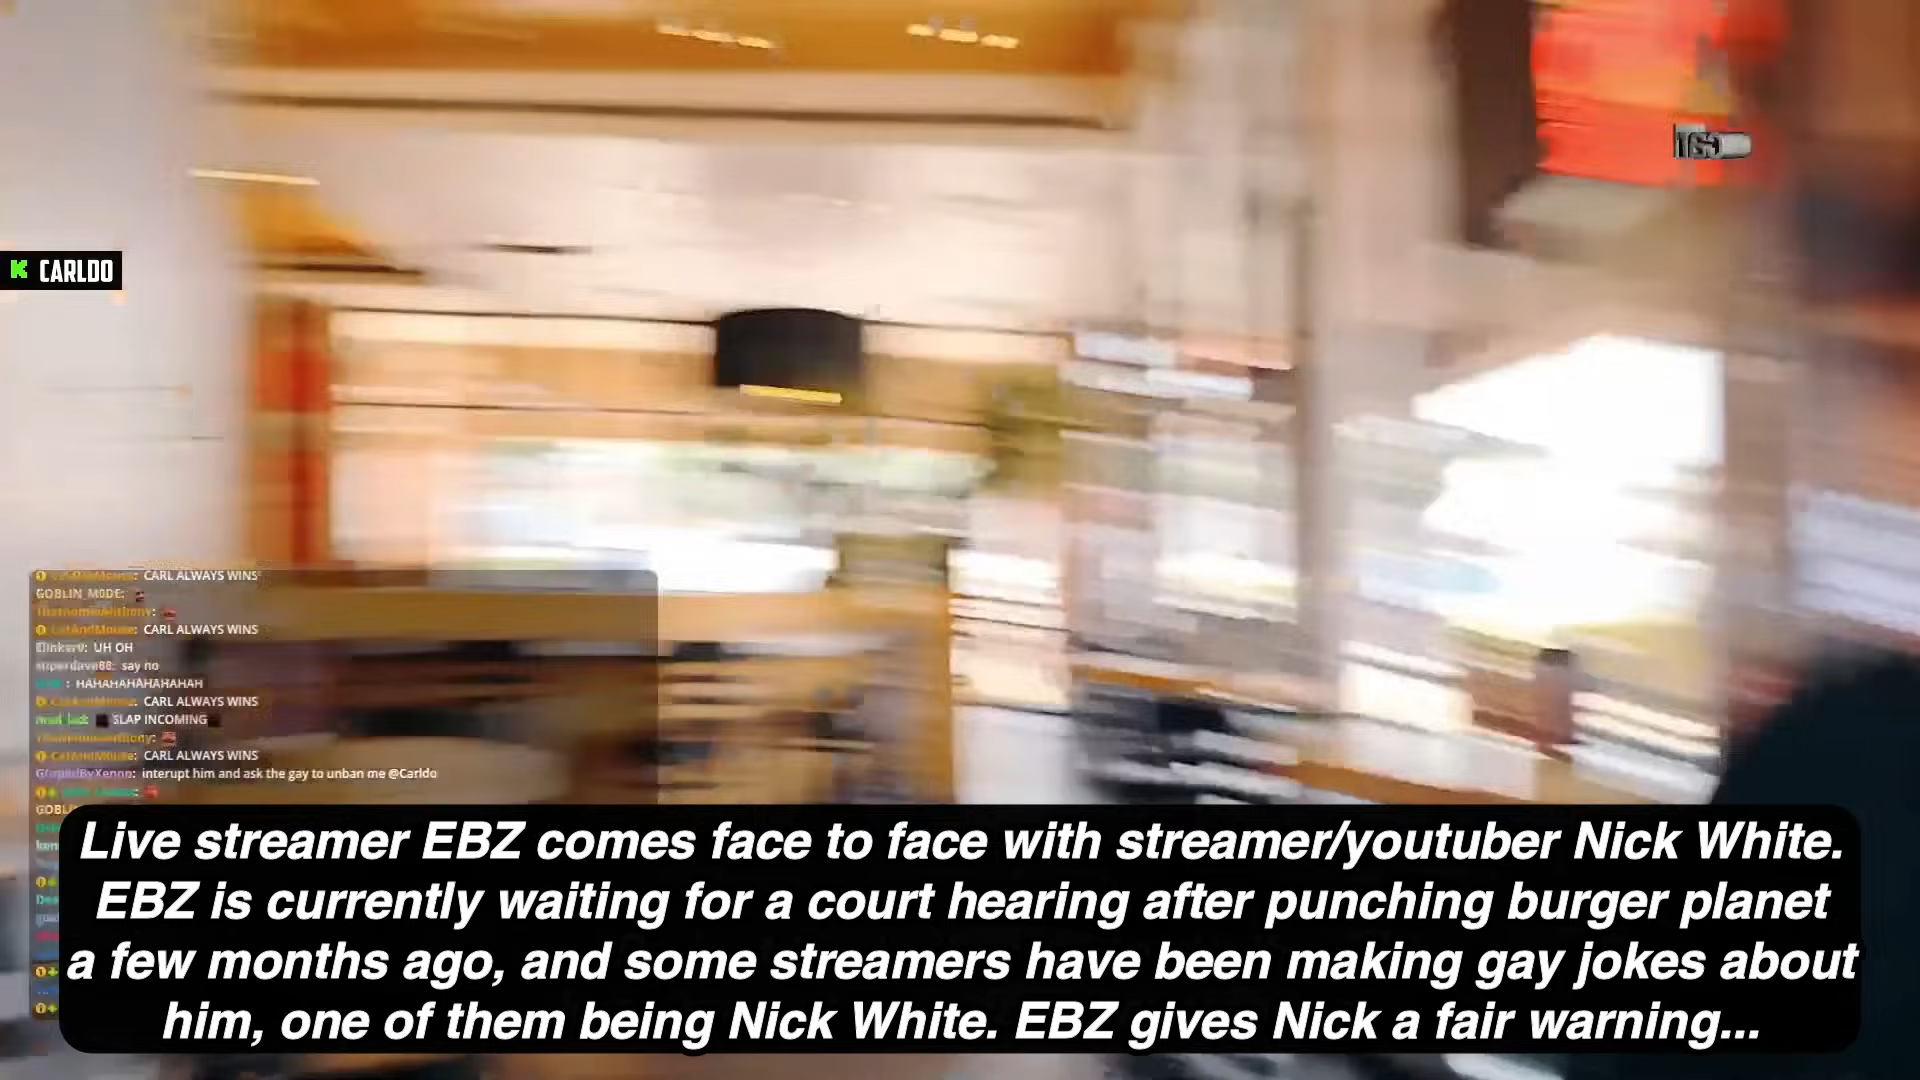 CARLDO
CARL ALWAYS WINS
GOBLIN_MODE:
CatAndMouse: CARL ALWAYS WINS
UH OH
superdave88: say no
: HAHAHAHAHAHAHAH
CatAndMouse: CARL ALWAYS WINS
SLAP INCOMING
CatAndMouse: CARL ALWAYS WINS
interupt him and ask the gay to unban me @Carldo
Live streamer EBZ comes face to face with streamer/youtuber Nick White.
EBZ is currently waiting for a court hearing after punching burger planet
a few months ago, and some streamers have been making gay jokes about
him, one of them being Nick White. EBZ gives Nick a fair warning...